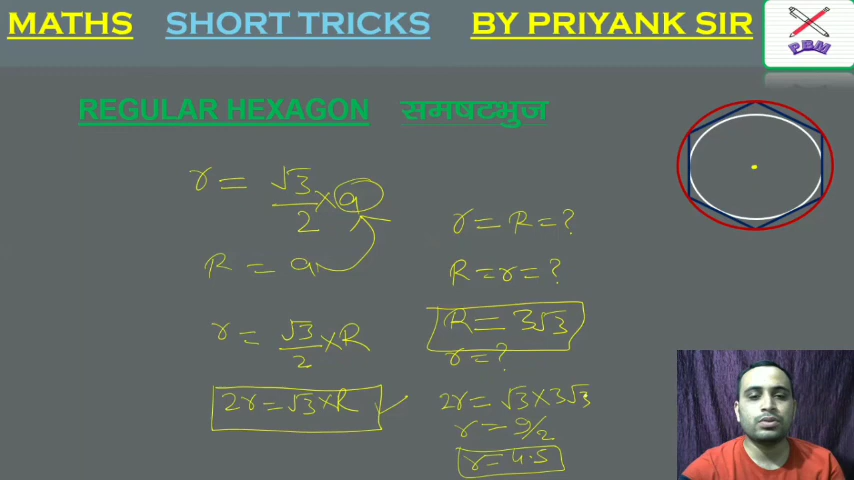 MATHS SHORT TRICKS BY PRIYANK SIR
P.B.M
REGULAR HEXAGON समषटभुज
r = √3/2 × a
R = a
r = √3/2 × R
2r = √3 × R
r = R = ?
R = r = ?
R = 3√3
r = ?
2r = √3 × 3√3
r = 9/2
r = 4.5